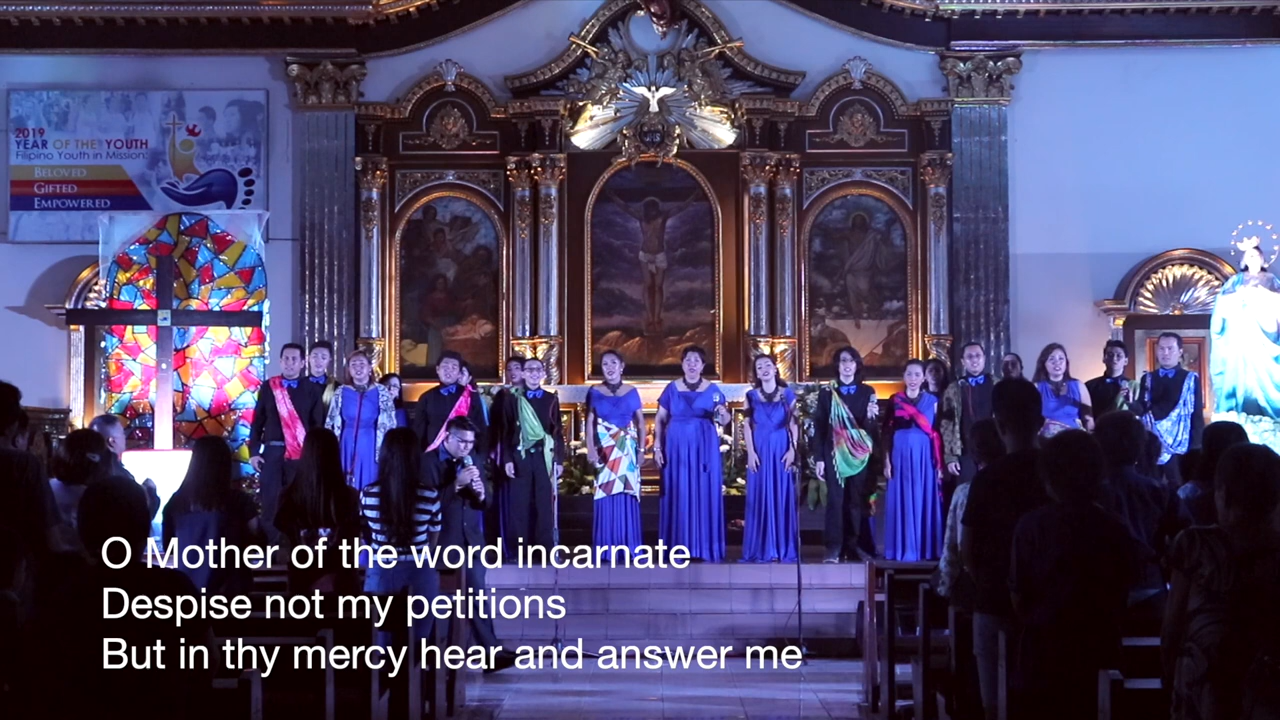 2019
YEAR OF THE YOUTH
Filipino Youth in Mission:
BELOVED
GIFTED
EMPOWERED
O Mother of the word incarnate
Despise not my petitions
But in thy mercy hear and answer me